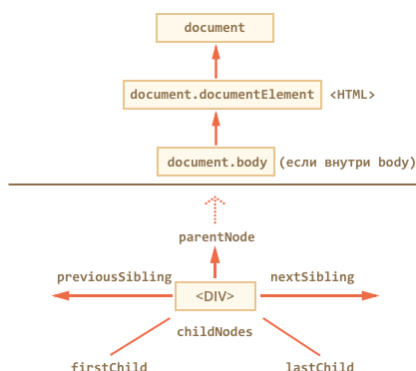 document
document.documentElement <HTML>
document.body (если внутри body)
parentNode
previousSibling nextSibling
<DIV>
childNodes
firstChild lastChild